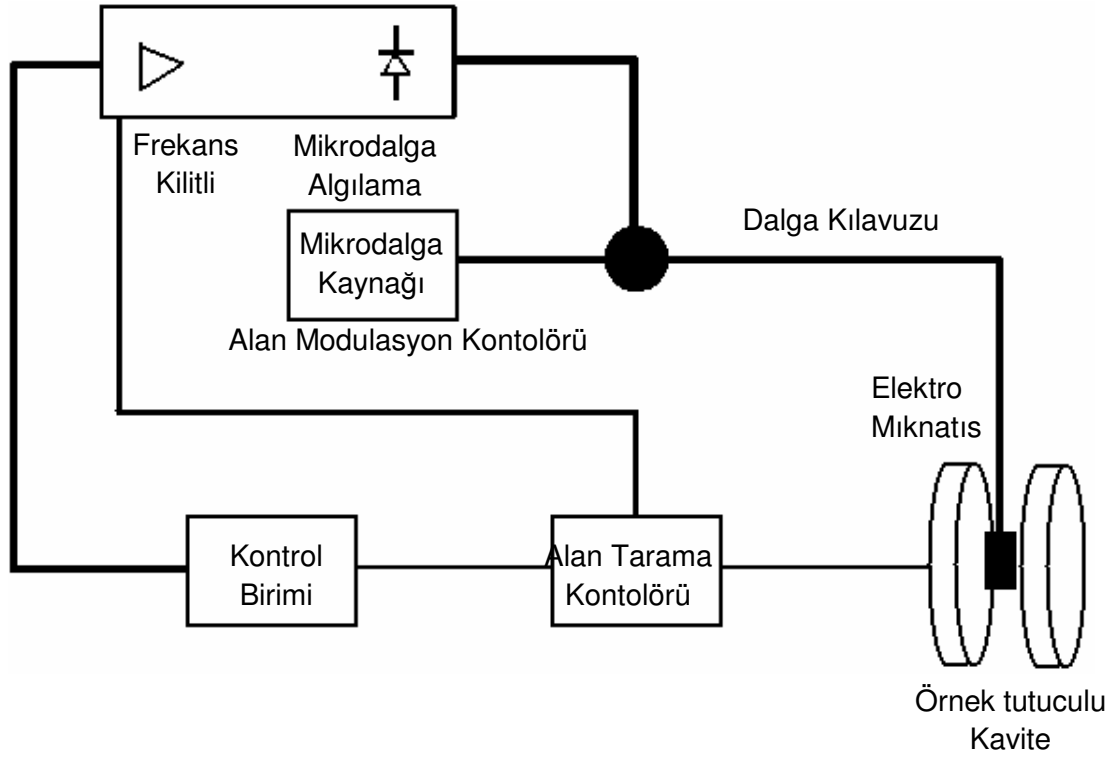 Frekans
Kilitli
Mikrodalga
Algılama
Mikrodalga
Kaynağı
Alan Modulasyon Kontolörü
Dalga Kılavuzu
Elektro
Mıknatıs
Kontrol
Birimi
Alan Tarama
Kontolörü
Örnek tutuculu
Kavite